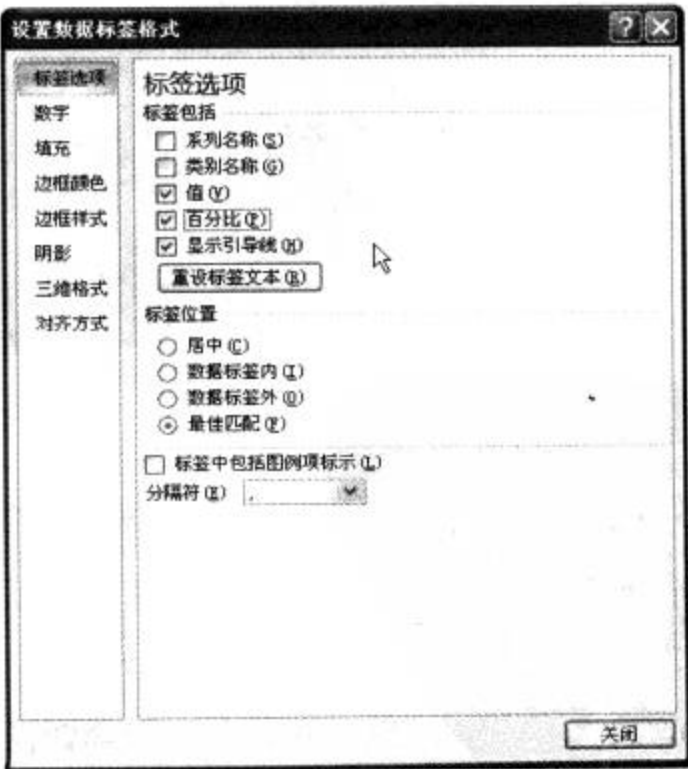 设置数据标签格式
标签选项
数字
填充
边框颜色
边框样式
阴影
三维格式
对齐方式
标签选项
标签包括
系列名称(S)
类别名称(G)
值(V)
百分比(P)
显示引导线(H)
重设标签文本(R)
标签位置
居中(C)
数据标签内(I)
数据标签外(O)
最佳匹配(F)
标签中包括图例项标示(L)
分隔符(E) ,
关闭